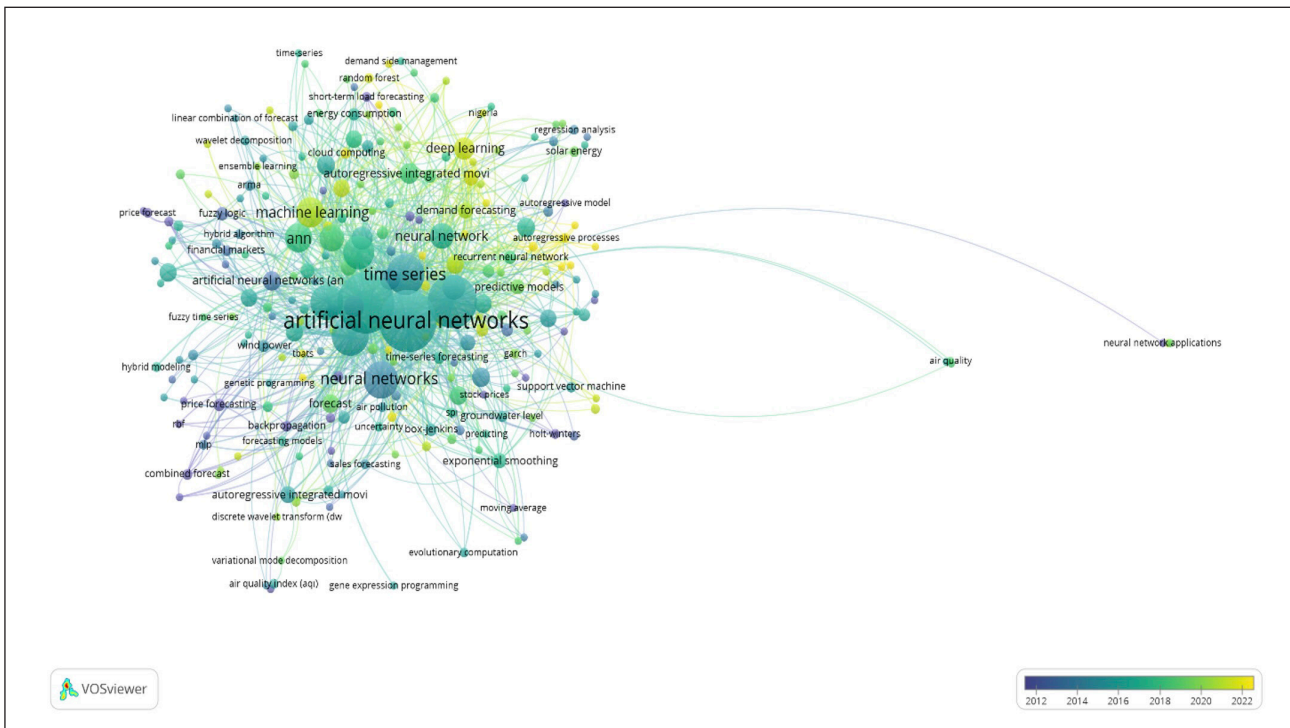 time-series
demand side management
random forest
short-term load forecasting
energy consumption
nigeria
linear combination of forecast
regression analysis
wavelet decomposition
cloud computing
deep learning
solar energy
ensemble learning
autoregressive integrated movi
arma
autoregressive model
price forecast
fuzzy logic
machine learning
demand forecasting
hybrid algorithm
ann
neural network
autoregressive processes
financial markets
recurrent neural network
time series
artificial neural networks (an
predictive models
fuzzy time series
artificial neural networks
neural network applications
wind power
tbats
time-series forecasting
garch
air quality
hybrid modeling
genetic programming
neural networks
support vector machine
stock prices
price forecasting
forecast
air pollution
groundwater level
rbf
backpropagation
uncertainty
box-jenkins
predicting
holt-winters
mlp
forecasting models
sales forecasting
exponential smoothing
combined forecast
autoregressive integrated movi
moving average
discrete wavelet transform (dw
evolutionary computation
variational mode decomposition
air quality index (aqi)
gene expression programming
VOSviewer
2012 2014 2016 2018 2020 2022